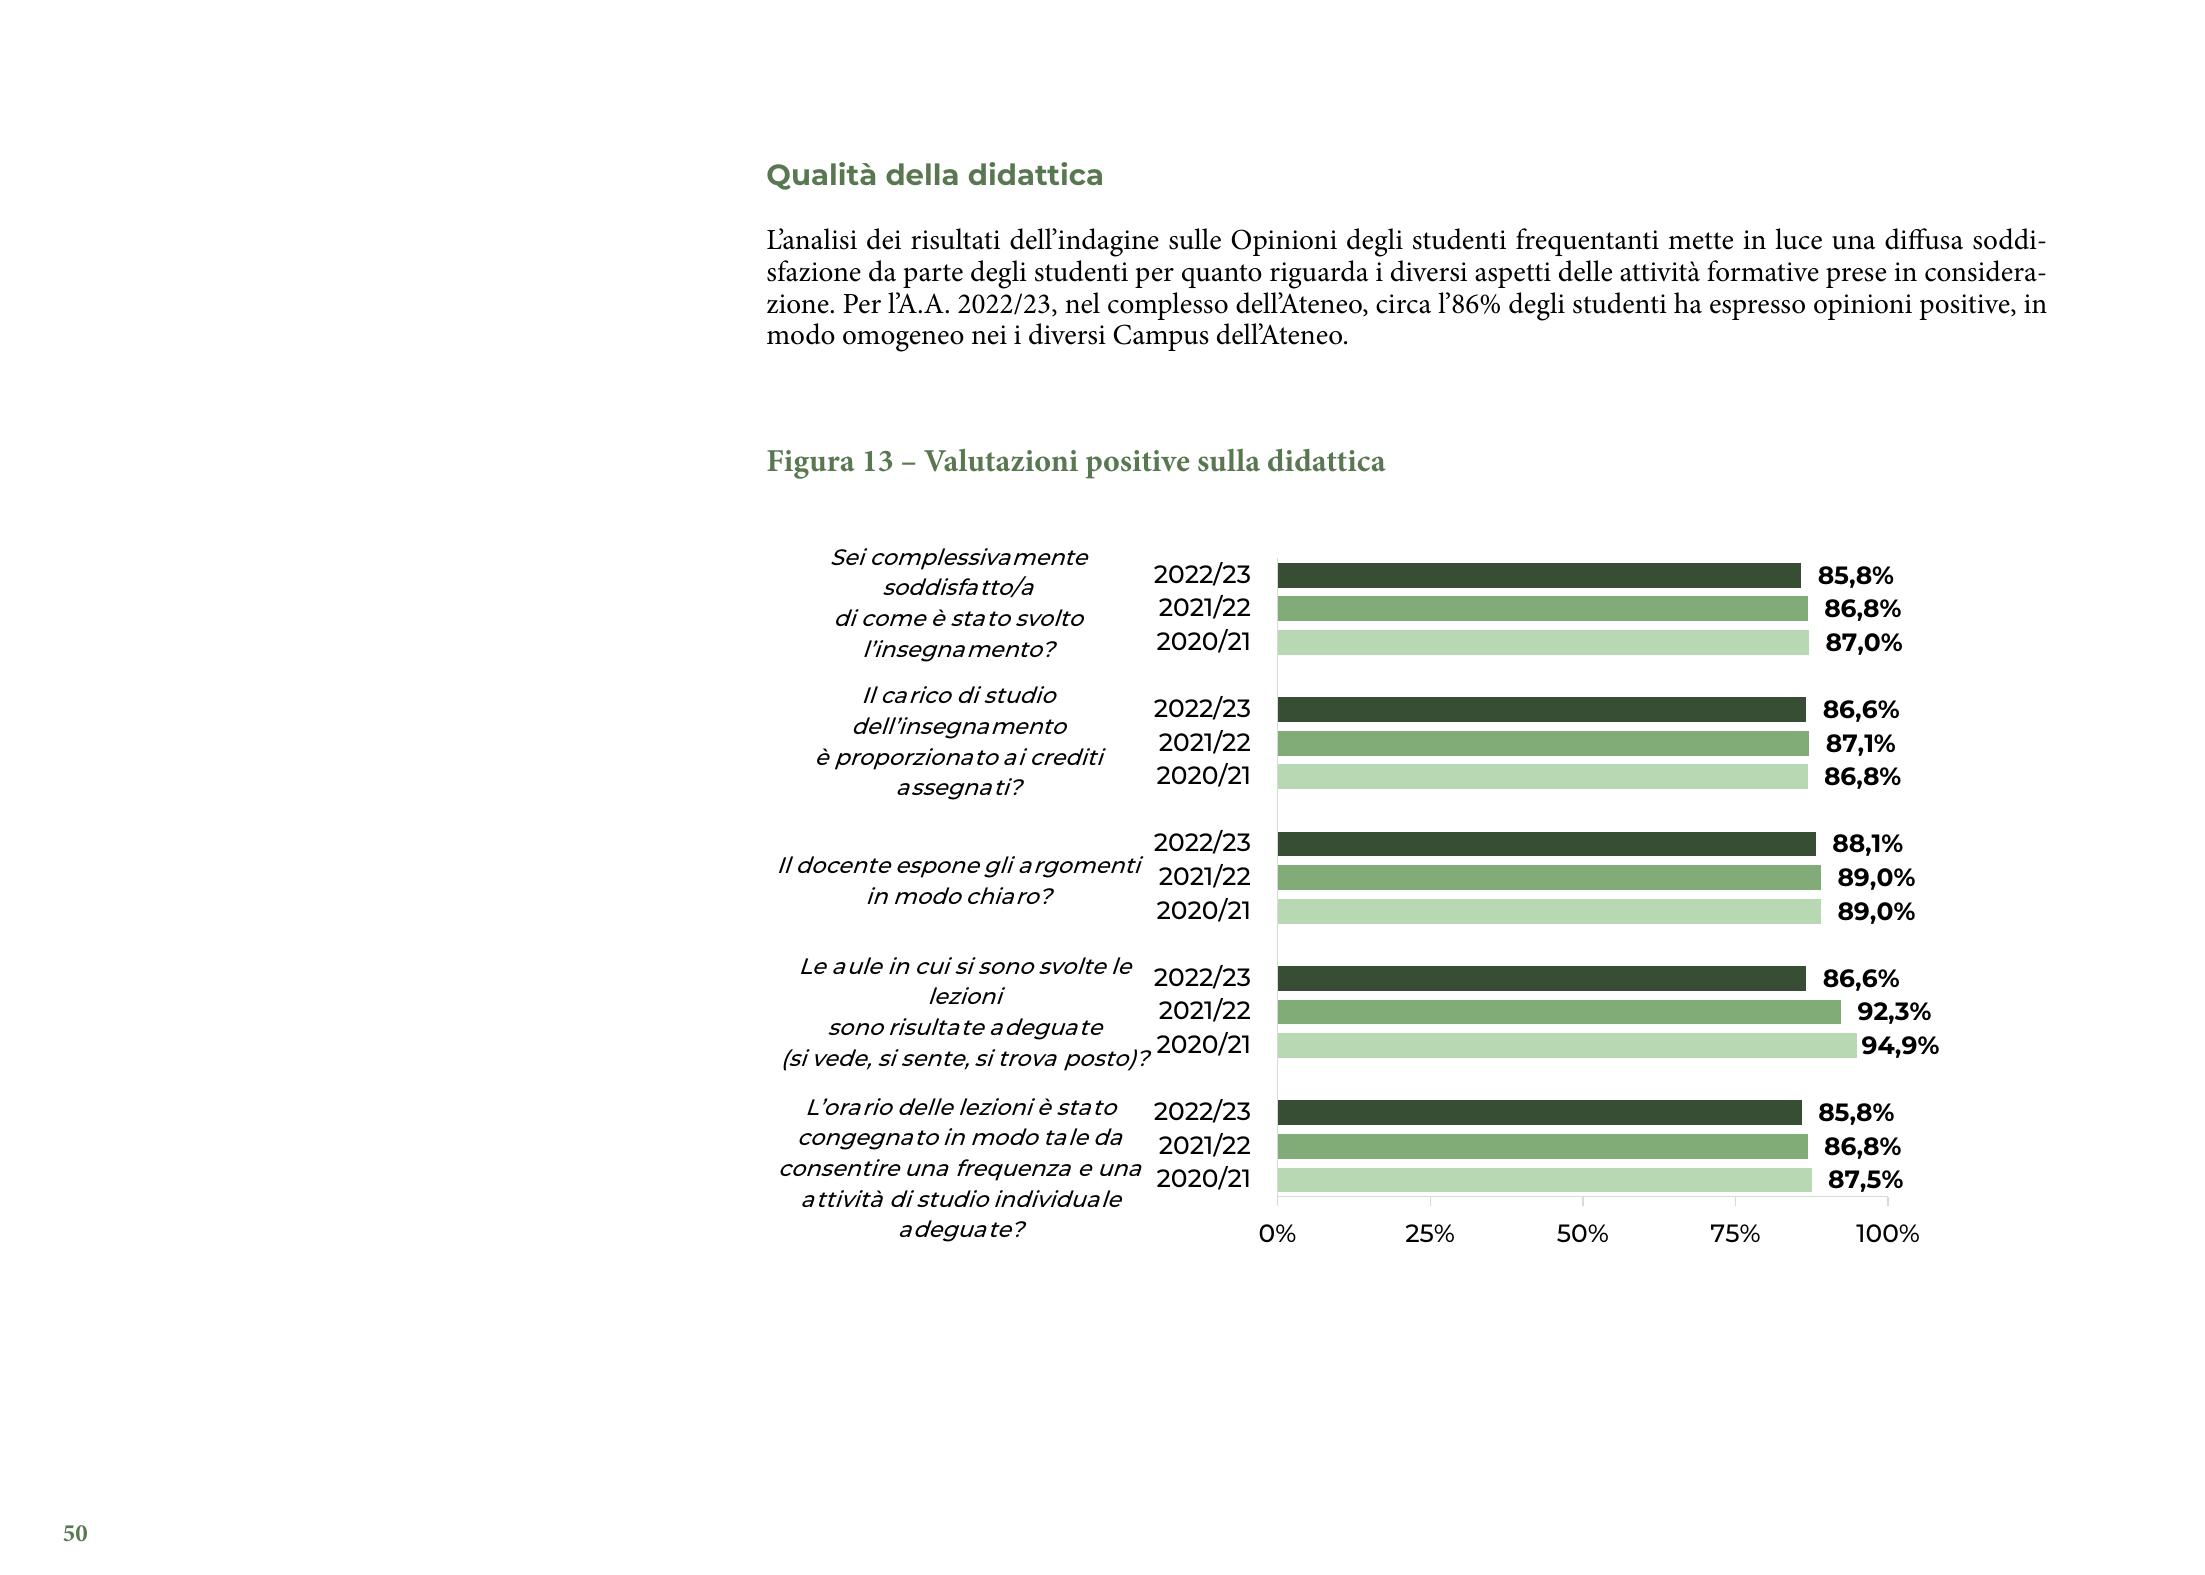 Qualità della didattica
L’analisi dei risultati dell’indagine sulle Opinioni degli studenti frequentanti mette in luce una diffusa soddi-
sfazione da parte degli studenti per quanto riguarda i diversi aspetti delle attività formative prese in considera-
zione. Per l’A.A. 2022/23, nel complesso dell’Ateneo, circa l’86% degli studenti ha espresso opinioni positive, in
modo omogeneo nei i diversi Campus dell’Ateneo.
Figura 13 – Valutazioni positive sulla didattica
Sei complessivamente
soddisfatto/a
di come è stato svolto
l’insegnamento?
2022/23 85,8%
2021/22 86,8%
2020/21 87,0%
Il carico di studio
dell’insegnamento
è proporzionato ai crediti
assegnati?
2022/23 86,6%
2021/22 87,1%
2020/21 86,8%
Il docente espone gli argomenti
in modo chiaro?
2022/23 88,1%
2021/22 89,0%
2020/21 89,0%
Le aule in cui si sono svolte le
lezioni
sono risultate adeguate
(si vede, si sente, si trova posto)?
2022/23 86,6%
2021/22 92,3%
2020/21 94,9%
L’orario delle lezioni è stato
congegnato in modo tale da
consentire una frequenza e una
attività di studio individuale
adeguate?
2022/23 85,8%
2021/22 86,8%
2020/21 87,5%
0% 25% 50% 75% 100%
50